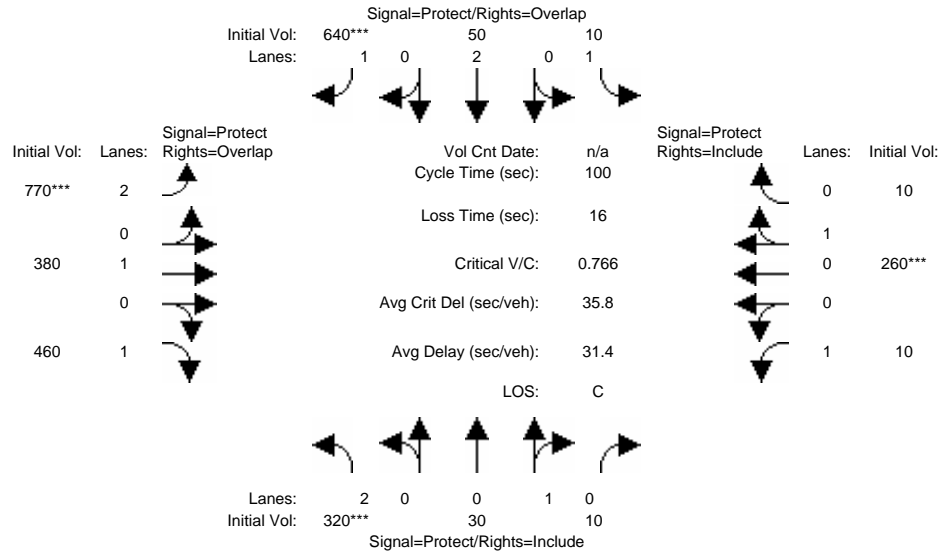 Signal=Protect/Rights=Overlap
Initial Vol: 640*** 50 10
Lanes: 1 0 2 0 1
Signal=Protect
Initial Vol: Lanes: Rights=Overlap
Vol Cnt Date: n/a
Signal=Protect
Rights=Include Lanes: Initial Vol:
Cycle Time (sec): 100
770*** 2
0 10
Loss Time (sec): 16
0
1
380 1
Critical V/C: 0.766
0 260***
0
Avg Crit Del (sec/veh): 35.8
0
460 1
Avg Delay (sec/veh): 31.4
1 10
LOS: C
Lanes: 2 0 0 1 0
Initial Vol: 320*** 30 10
Signal=Protect/Rights=Include